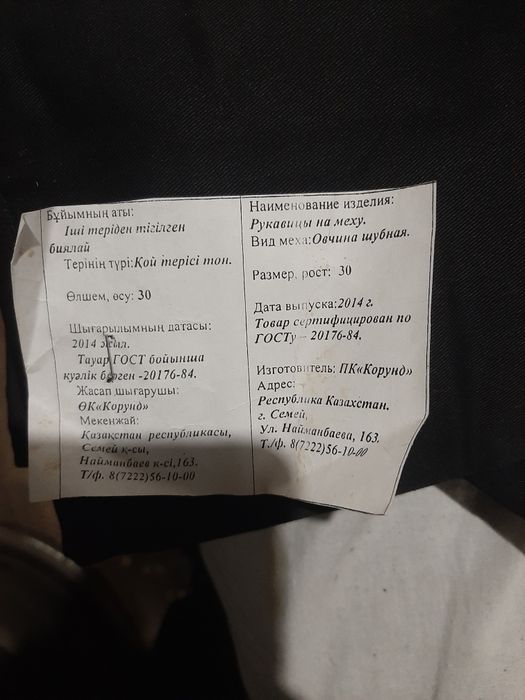 Бұйымның аты:
Іші теріден тігілген
биялай
Терінің түрі:Қой терісі тон.
Өлшем, өсу: 30
Шығарылымның датасы:
2014 жыл.
Тауар ГОСТ бойынша
куәлік берген -20176-84.
Жасап шығарушы:
ӨК«Корунд»
Мекенжай:
Қазақстан республикасы,
Семей қ-сы,
Найманбаев к-сі,163.
Т/ф. 8(7222)56-10-00
Наименование изделия:
Рукавицы на меху.
Вид меха:Овчина шубная.
Размер, рост: 30
Дата выпуска:2014 г.
Товар сертифицирован по
ГОСТу – 20176-84.
Изготовитель: ПК«Корунд»
Адрес:
Республика Казахстан.
г. Семей,
Ул. Найманбаева, 163.
Т./ф. 8(7222)56-10-00